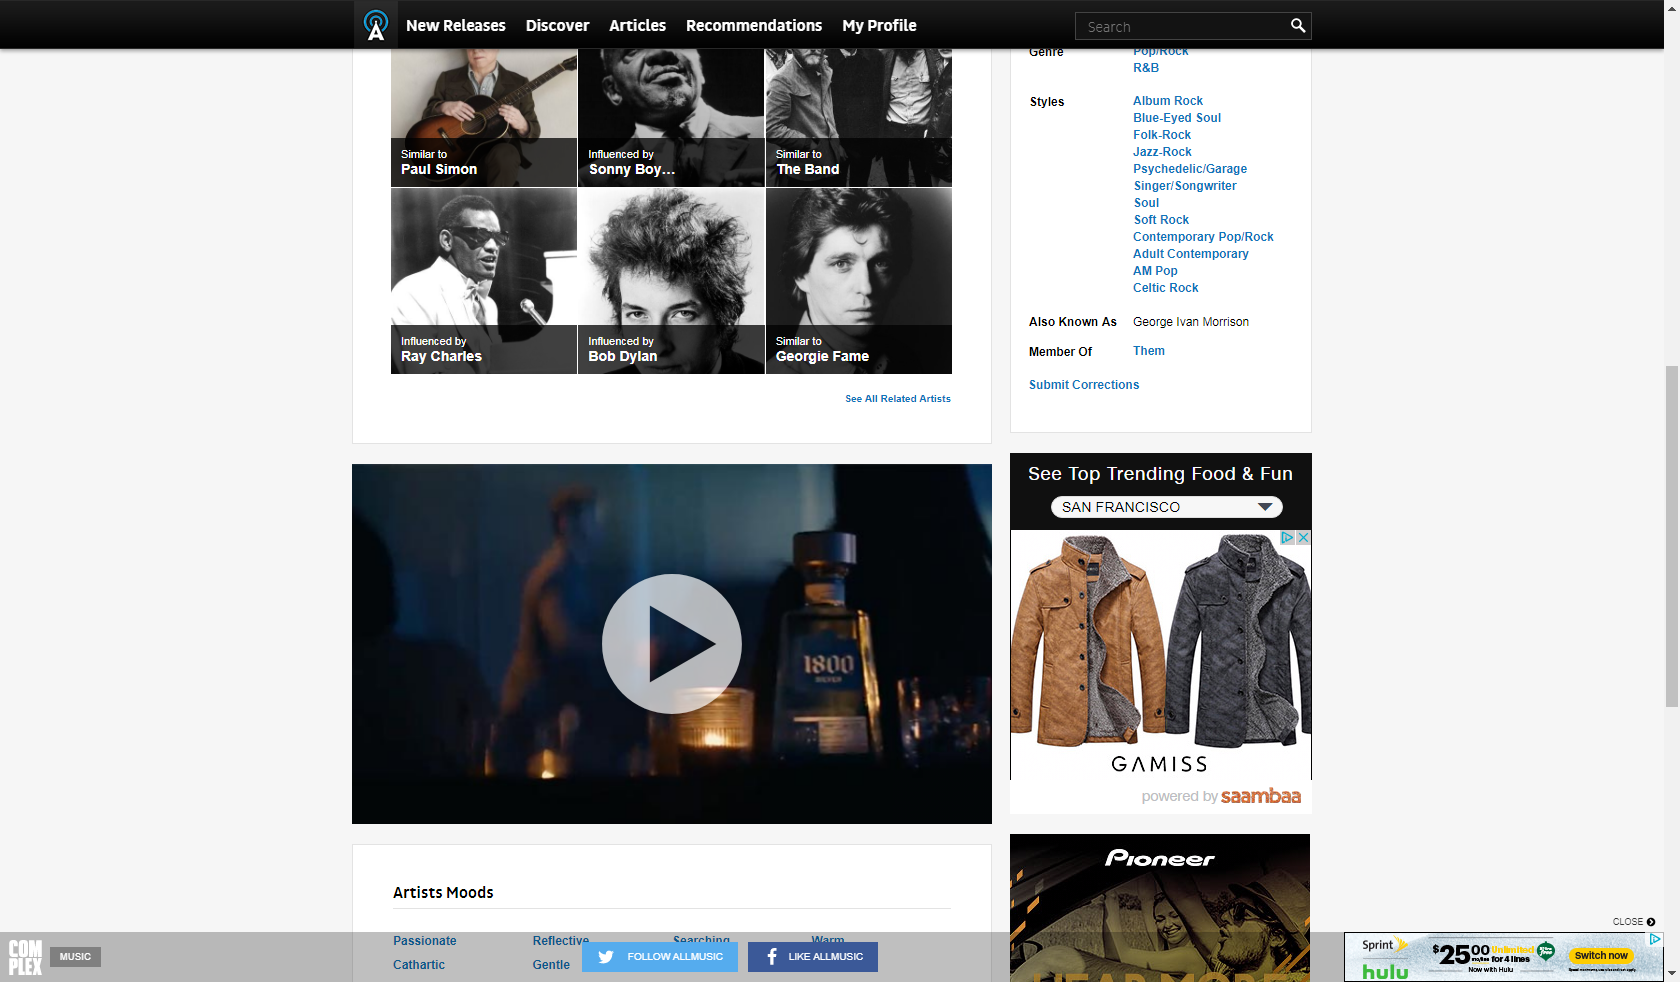 New Releases
Discover
Articles
Recommendations
My Profile
Search
Similar to
Paul Simon
Influenced by
Sonny Boy...
Similar to
The Band
Influenced by
Ray Charles
Influenced by
Bob Dylan
Similar to
Georgie Fame
See All Related Artists
Genre
Pop/Rock
R&B
Styles
Album Rock
Blue-Eyed Soul
Folk-Rock
Jazz-Rock
Psychedelic/Garage
Singer/Songwriter
Soul
Soft Rock
Contemporary Pop/Rock
Adult Contemporary
AM Pop
Celtic Rock
Also Known As
George Ivan Morrison
Member Of
Them
Submit Corrections
1800
See Top Trending Food & Fun
SAN FRANCISCO
GAMISS
powered by saambaa
Pioneer
Artists Moods
Passionate
Reflective
Searching
Warm
Cathartic
Gentle
COM
PLEX
MUSIC
FOLLOW ALLMUSIC
LIKE ALLMUSIC
HEAR MORE
CLOSE
Sprint
hulu
$25.00
Unlimited
for 4 lines
Now with Hulu
Switch now